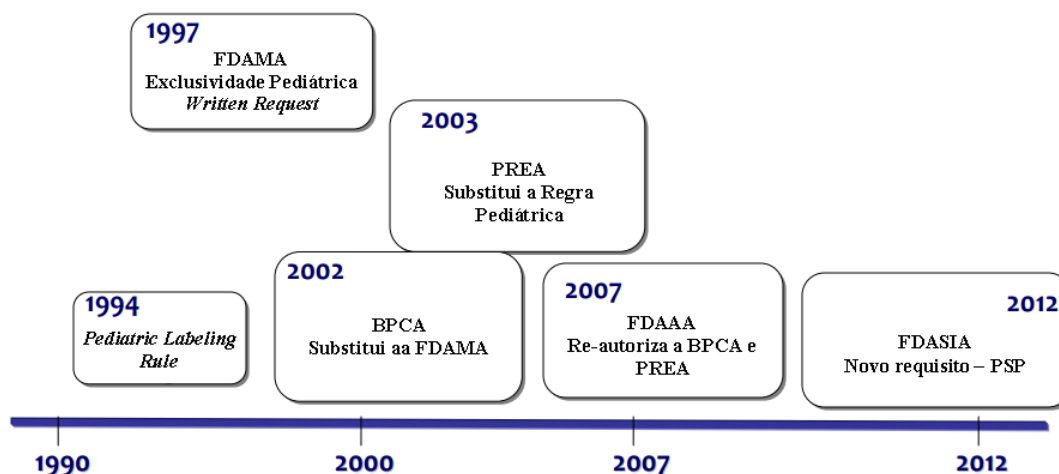 1997
FDAMA
Exclusividade Pediátrica
Written Request
2003
PREA
Substitui a Regra
Pediátrica
1994
Pediatric Labeling
Rule
2002
BPCA
Substitui aa FDAMA
2007
FDAAA
Re-autoriza a BPCA e
PREA
2012
FDASIA
Novo requisito – PSP
1990
2000
2007
2012